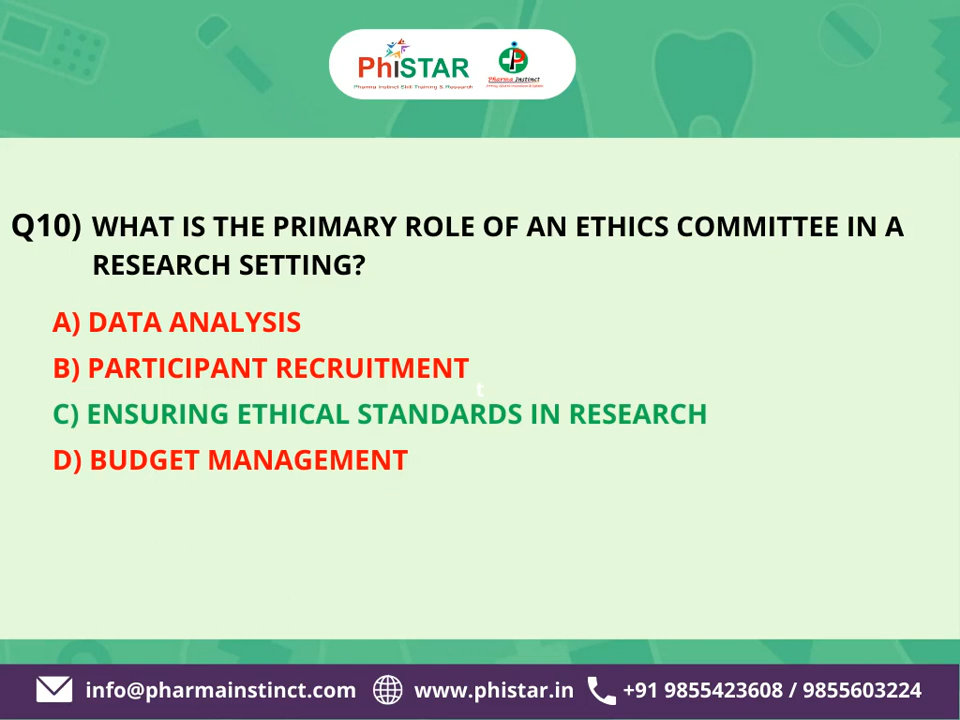 PhiSTAR
Pharma Instinct Skill Training & Research
Pharma Instinct
Q10) WHAT IS THE PRIMARY ROLE OF AN ETHICS COMMITTEE IN A
RESEARCH SETTING?
A) DATA ANALYSIS
B) PARTICIPANT RECRUITMENT
t
C) ENSURING ETHICAL STANDARDS IN RESEARCH
D) BUDGET MANAGEMENT
info@pharmainstinct.com www.phistar.in +91 9855423608 / 9855603224